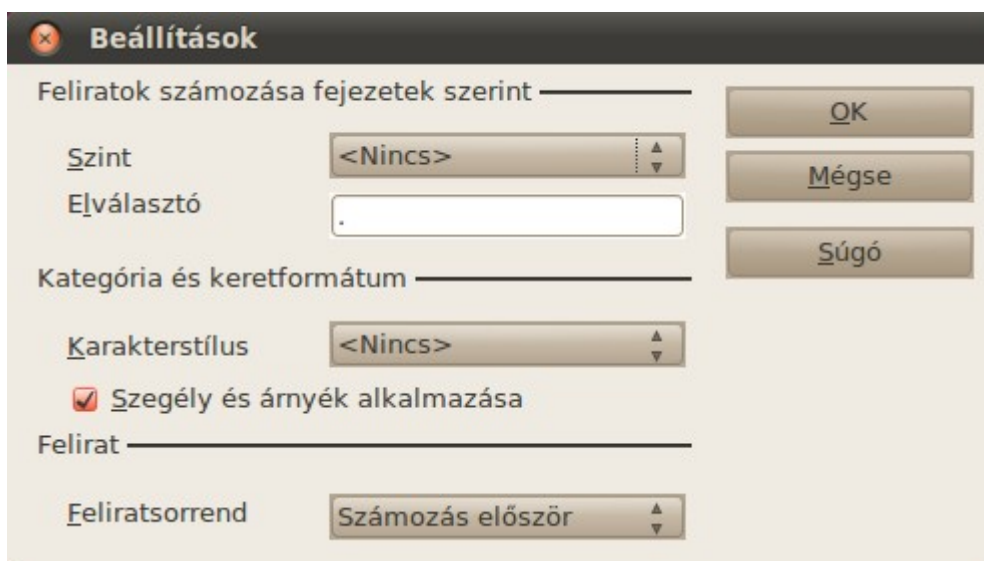 Beállítások
Feliratok számozása fejezetek szerint
OK
Szint
<Nincs>
Mégse
Elválasztó
.
Súgó
Kategória és keretformátum
Karakterstílus
<Nincs>
Szegély és árnyék alkalmazása
Felirat
Feliratsorrend
Számozás először